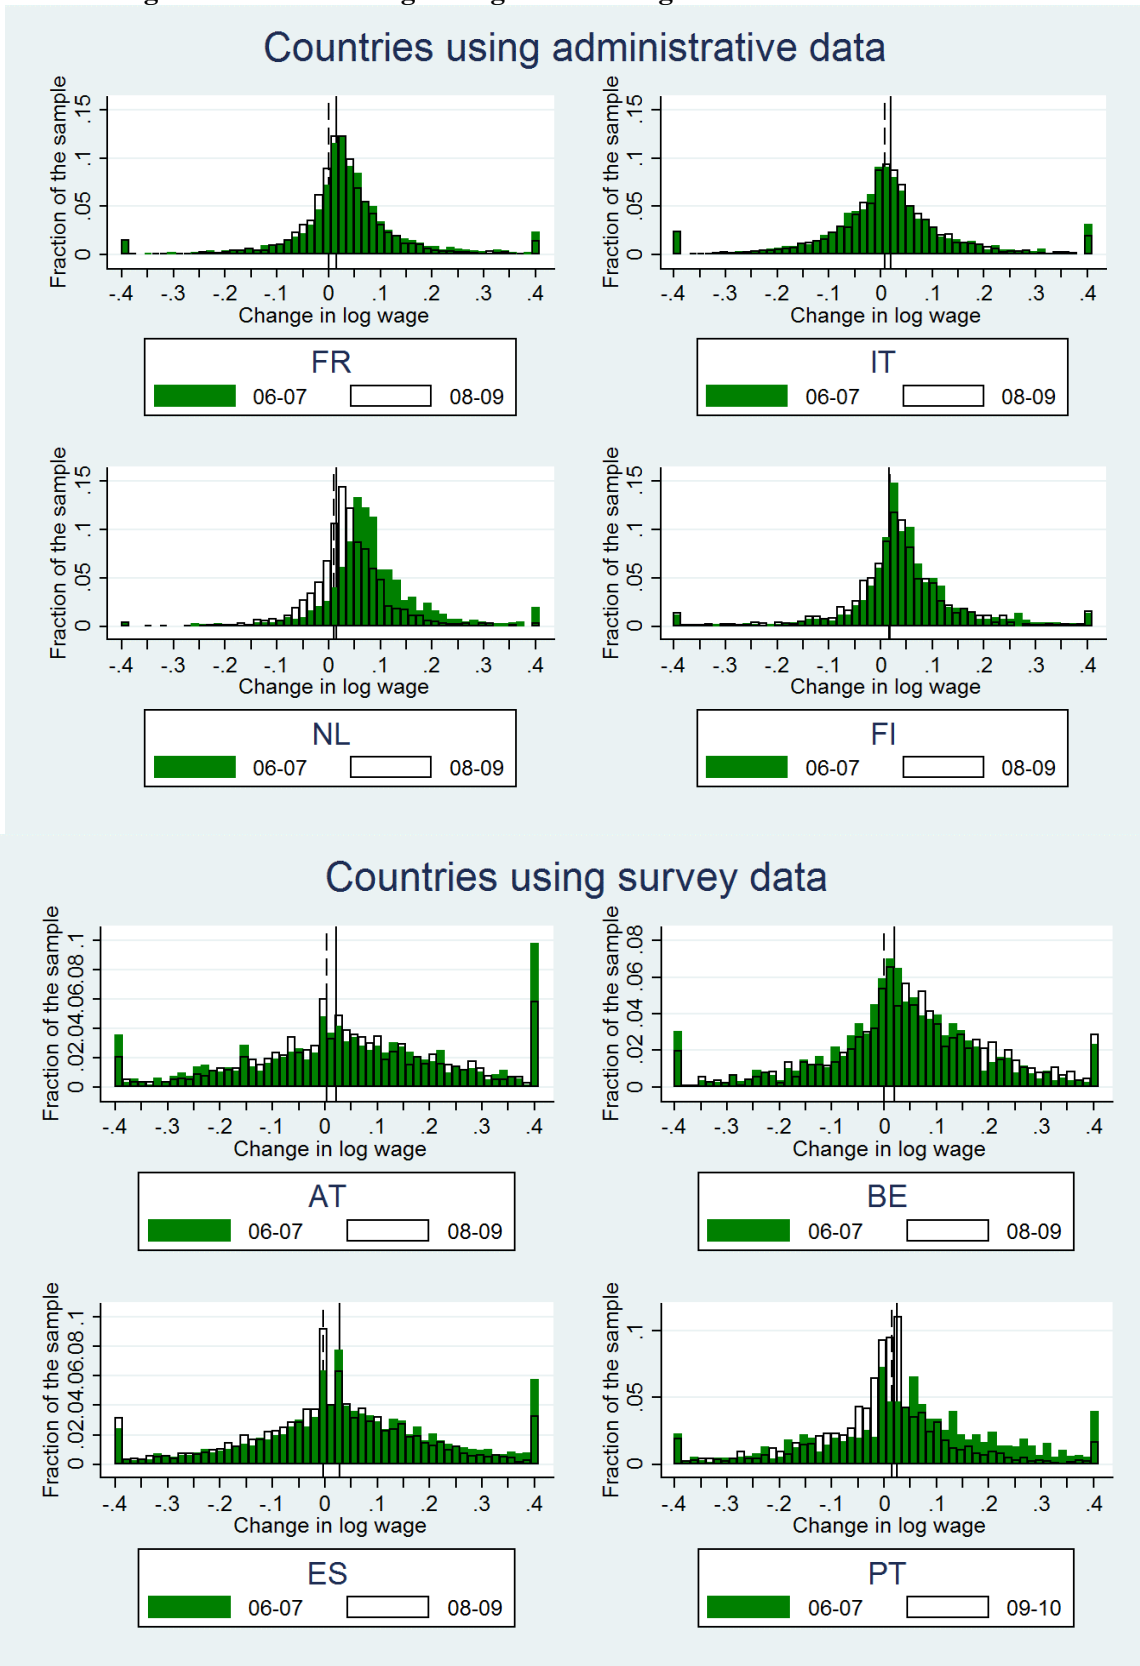 Countries using administrative data
Fraction of the sample
0 .05 .1 .15
-.4 -.3 -.2 -.1 0 .1 .2 .3 .4
Change in log wage
FR
06-07 08-09
Fraction of the sample
0 .05 .1 .15
-.4 -.3 -.2 -.1 0 .1 .2 .3 .4
Change in log wage
IT
06-07 08-09
Fraction of the sample
0 .05 .1 .15
-.4 -.3 -.2 -.1 0 .1 .2 .3 .4
Change in log wage
NL
06-07 08-09
Fraction of the sample
0 .05 .1 .15
-.4 -.3 -.2 -.1 0 .1 .2 .3 .4
Change in log wage
FI
06-07 08-09
Countries using survey data
Fraction of the sample
0 .02 .04 .06 .08 .1
-.4 -.3 -.2 -.1 0 .1 .2 .3 .4
Change in log wage
AT
06-07 08-09
Fraction of the sample
0 .02 .04 .06 .08
-.4 -.3 -.2 -.1 0 .1 .2 .3 .4
Change in log wage
BE
06-07 08-09
Fraction of the sample
0 .02 .04 .06 .08 .1
-.4 -.3 -.2 -.1 0 .1 .2 .3 .4
Change in log wage
ES
06-07 08-09
Fraction of the sample
0 .05 .1
-.4 -.3 -.2 -.1 0 .1 .2 .3 .4
Change in log wage
PT
06-07 09-10